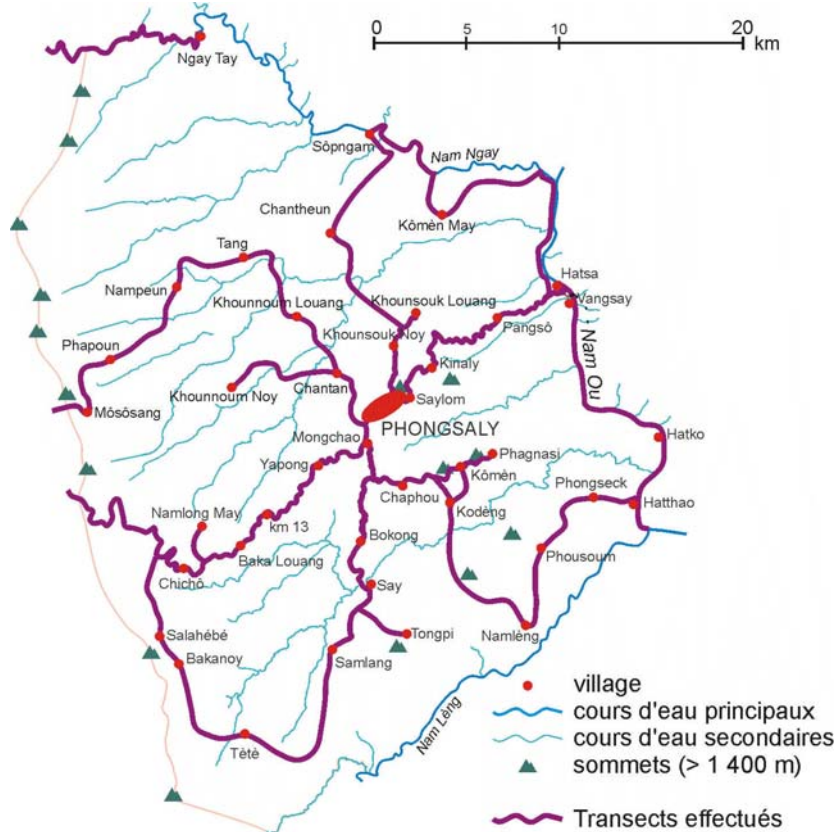 0
5
10
20
km
Ngay Tay
Sôpngam
Nam Ngay
Chantheun
Kômèn May
Tang
Hatsa
Nampeun
Khounsouk Louang
Vangsay
Khounnoum Louang
Pangsô
Khounsouk Noy
Nam Ou
Phapoun
Kinaly
Khounnoum Noy
Chantan
Saylom
Môsôsang
PHONGSALY
Mongchao
Hatko
Yapong
Phagnasi
Kômèn
Phongseck
Chaphou
Namlong May
Kodèng
Hatthao
km 13
Bokong
Baka Louang
Phousoum
Chichô
Say
Salahébé
Tongpi
Namlèng
Bakanoy
Samlang
village
Nam Lèng
cours d'eau principaux
Tètè
cours d'eau secondaires
sommets (> 1 400 m)
Transects effectués